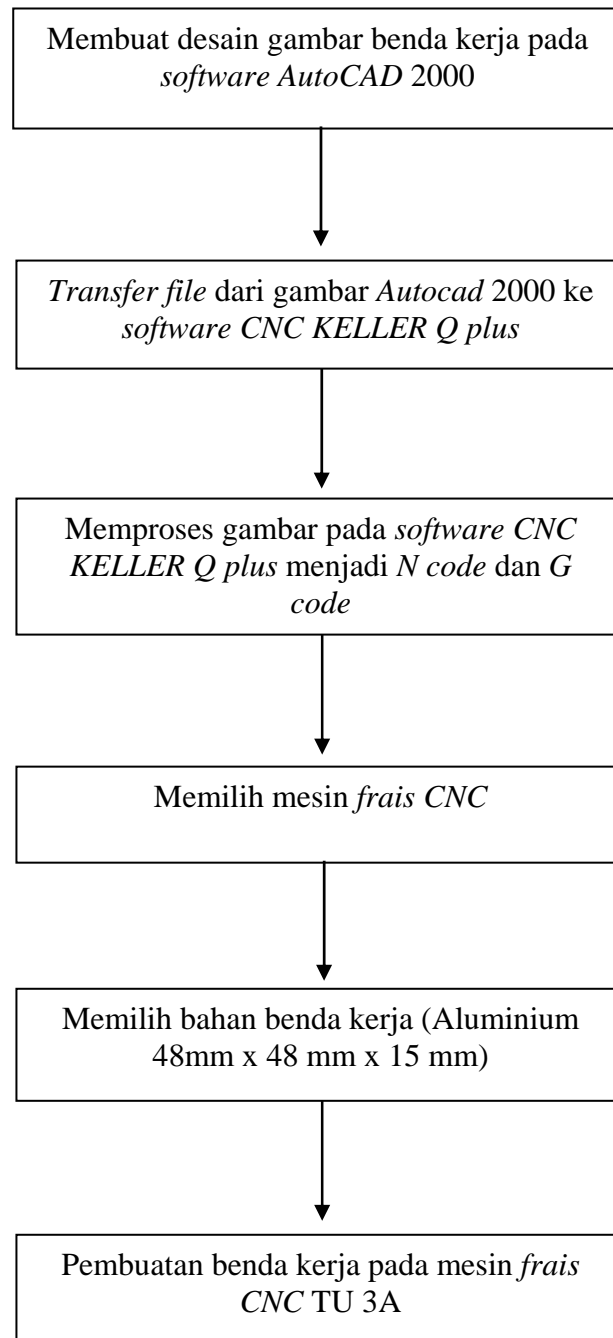 Membuat desain gambar benda kerja pada
software AutoCAD 2000
Transfer file dari gambar Autocad 2000 ke
software CNC KELLER Q plus
Memproses gambar pada software CNC
KELLER Q plus menjadi N code dan G
code
Memilih mesin frais CNC
Memilih bahan benda kerja (Aluminium
48mm x 48 mm x 15 mm)
Pembuatan benda kerja pada mesin frais
CNC TU 3A